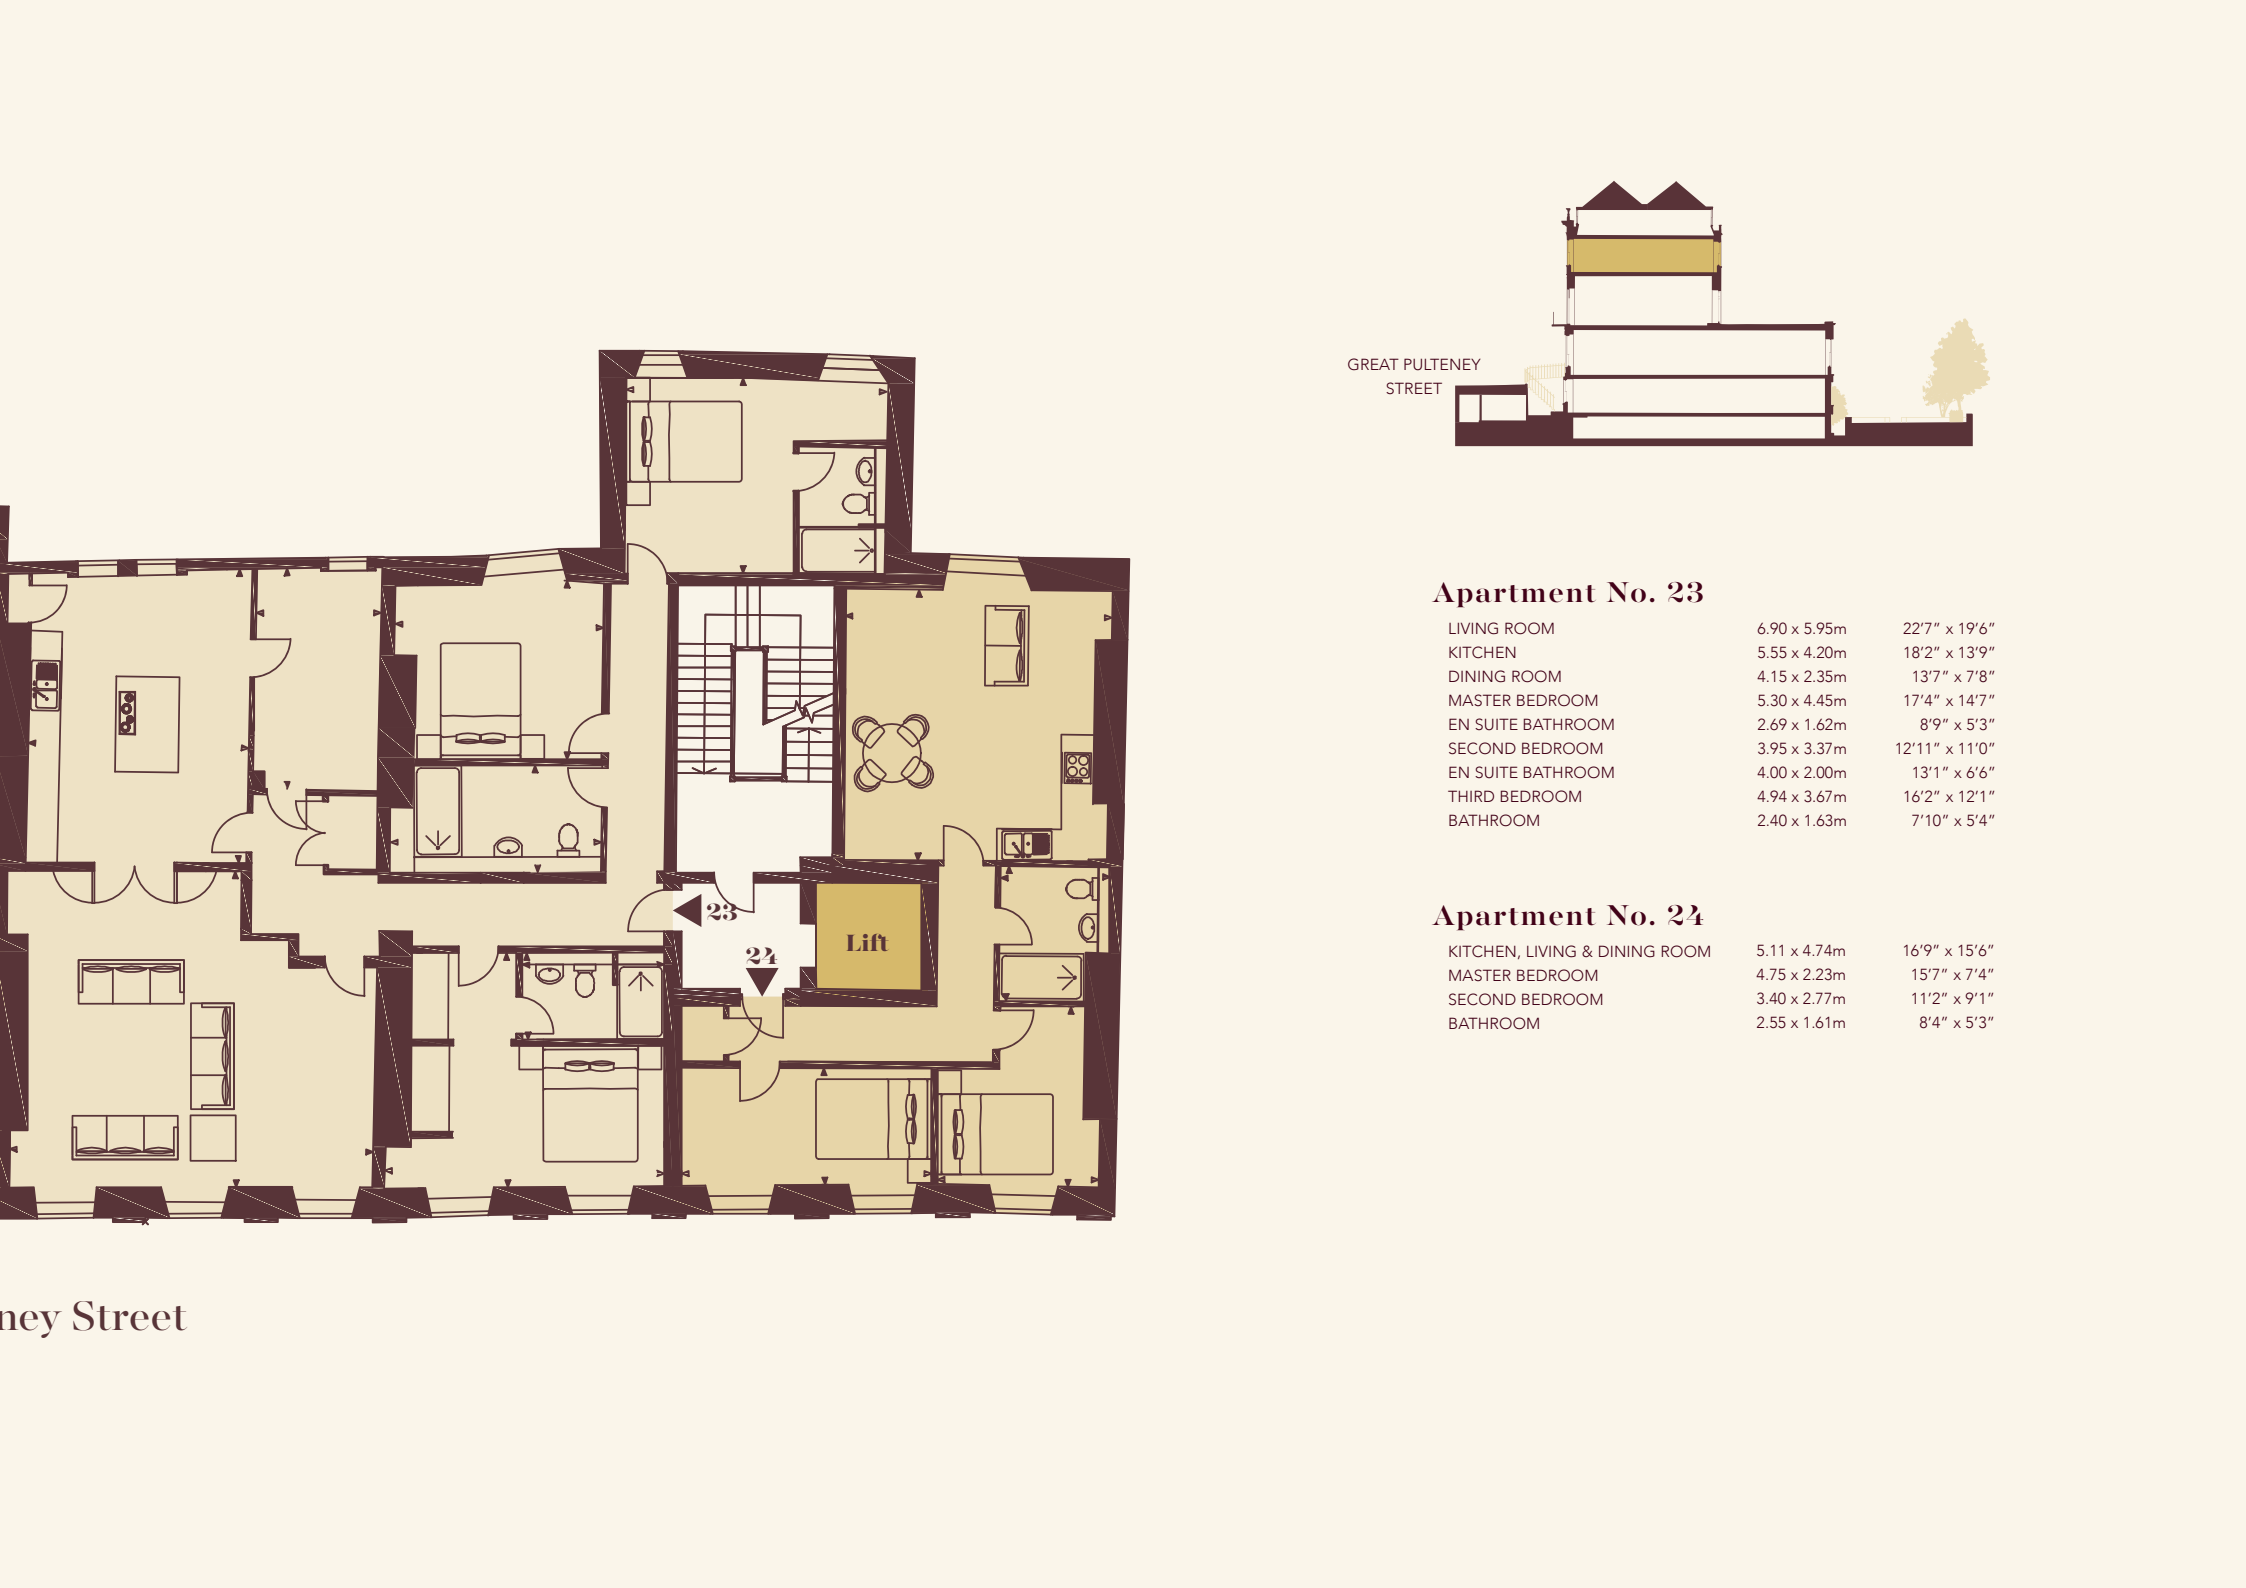 GREAT PULTENEY
STREET
23
24
Lift
ney Street
Apartment No. 23
LIVING ROOM 6.90 x 5.95m 22’7” x 19’6”
KITCHEN 5.55 x 4.20m 18’2” x 13’9”
DINING ROOM 4.15 x 2.35m 13’7” x 7’8”
MASTER BEDROOM 5.30 x 4.45m 17’4” x 14’7”
EN SUITE BATHROOM 2.69 x 1.62m 8’9” x 5’3”
SECOND BEDROOM 3.95 x 3.37m 12’11” x 11’0”
EN SUITE BATHROOM 4.00 x 2.00m 13’1” x 6’6”
THIRD BEDROOM 4.94 x 3.67m 16’2” x 12’1”
BATHROOM 2.40 x 1.63m 7’10” x 5’4”
Apartment No. 24
KITCHEN, LIVING & DINING ROOM 5.11 x 4.74m 16’9” x 15’6”
MASTER BEDROOM 4.75 x 2.23m 15’7” x 7’4”
SECOND BEDROOM 3.40 x 2.77m 11’2” x 9’1”
BATHROOM 2.55 x 1.61m 8’4” x 5’3”